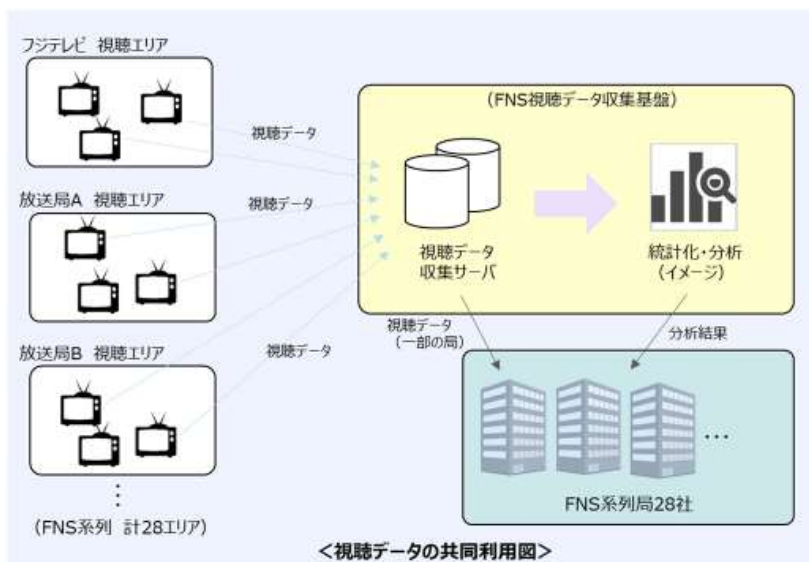 フジテレビ 視聴エリア
視聴データ
放送局A 視聴エリア
視聴データ
放送局B 視聴エリア
視聴データ
(FNS系列 計28エリア)
(FNS視聴データ収集基盤)
視聴データ
収集サーバ
統計化・分析
(イメージ)
視聴データ
(一部の局)
分析結果
…
FNS系列局28社
<視聴データの共同利用図>